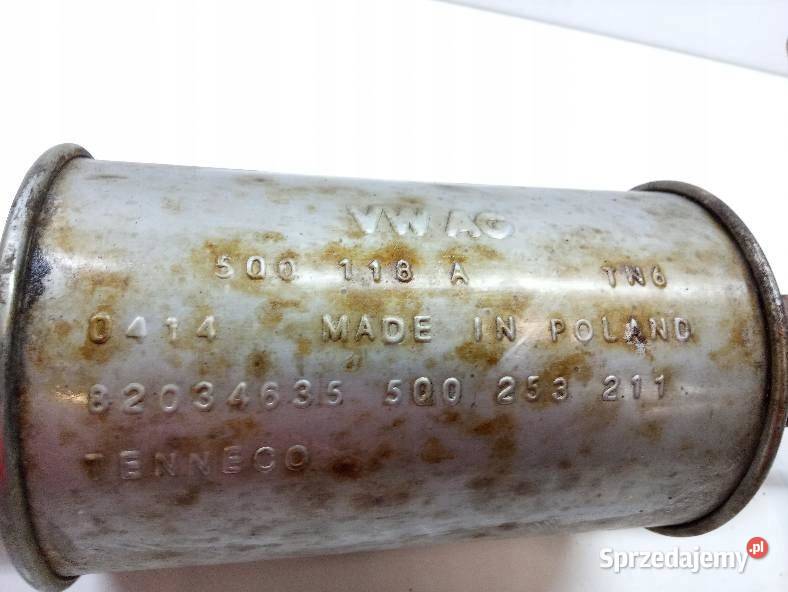 VW AG
5Q0 118 A TN6
0414 MADE IN POLAND
82034635 5Q0 253 211
TENNECO
Sprzedajemy.pl